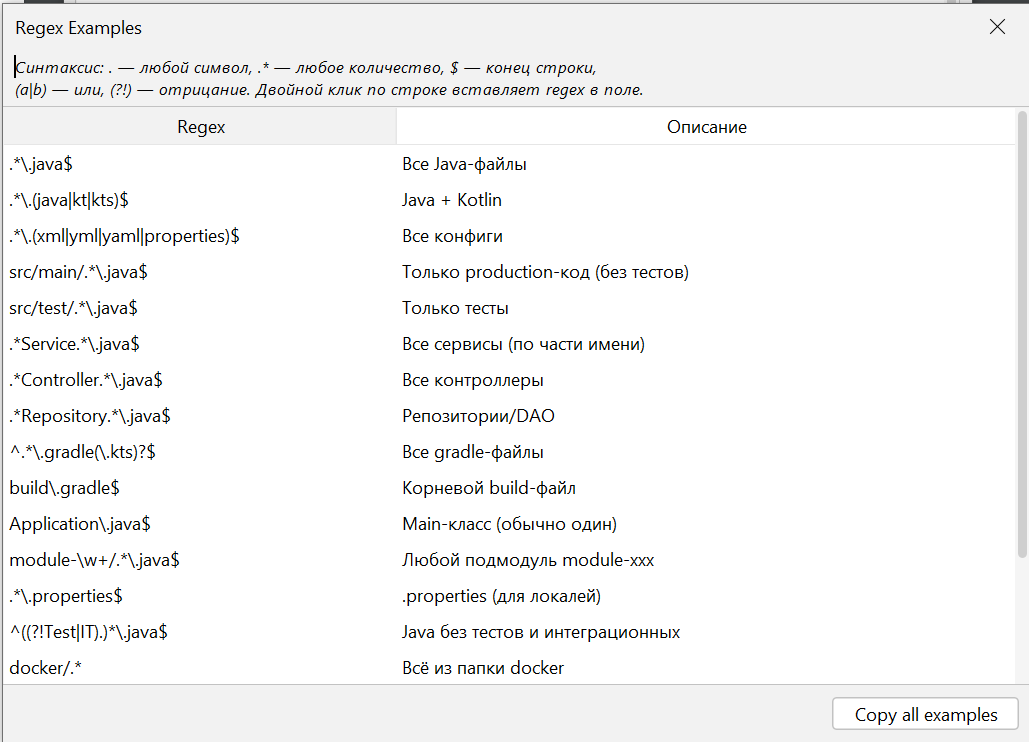 Regex Examples
Синтаксис: . — любой символ, .* — любое количество, $ — конец строки,
(a|b) — или, (?!) — отрицание. Двойной клик по строке вставляет regex в поле.
Regex Описание
.*\.java$ Все Java-файлы
.*\.(java|kt|kts)$ Java + Kotlin
.*\.(xml|yml|yaml|properties)$ Все конфиги
src/main/.*\.java$ Только production-код (без тестов)
src/test/.*\.java$ Только тесты
.*Service.*\.java$ Все сервисы (по части имени)
.*Controller.*\.java$ Все контроллеры
.*Repository.*\.java$ Репозитории/DAO
^.*\.gradle(\.kts)?$ Все gradle-файлы
build\.gradle$ Корневой build-файл
Application\.java$ Main-класс (обычно один)
module-\w+/.*\.java$ Любой подмодуль module-xxx
.*\.properties$ .properties (для локалей)
^((?!Test|IT).)*\.java$ Java без тестов и интеграционных
docker/.* Всё из папки docker
Copy all examples